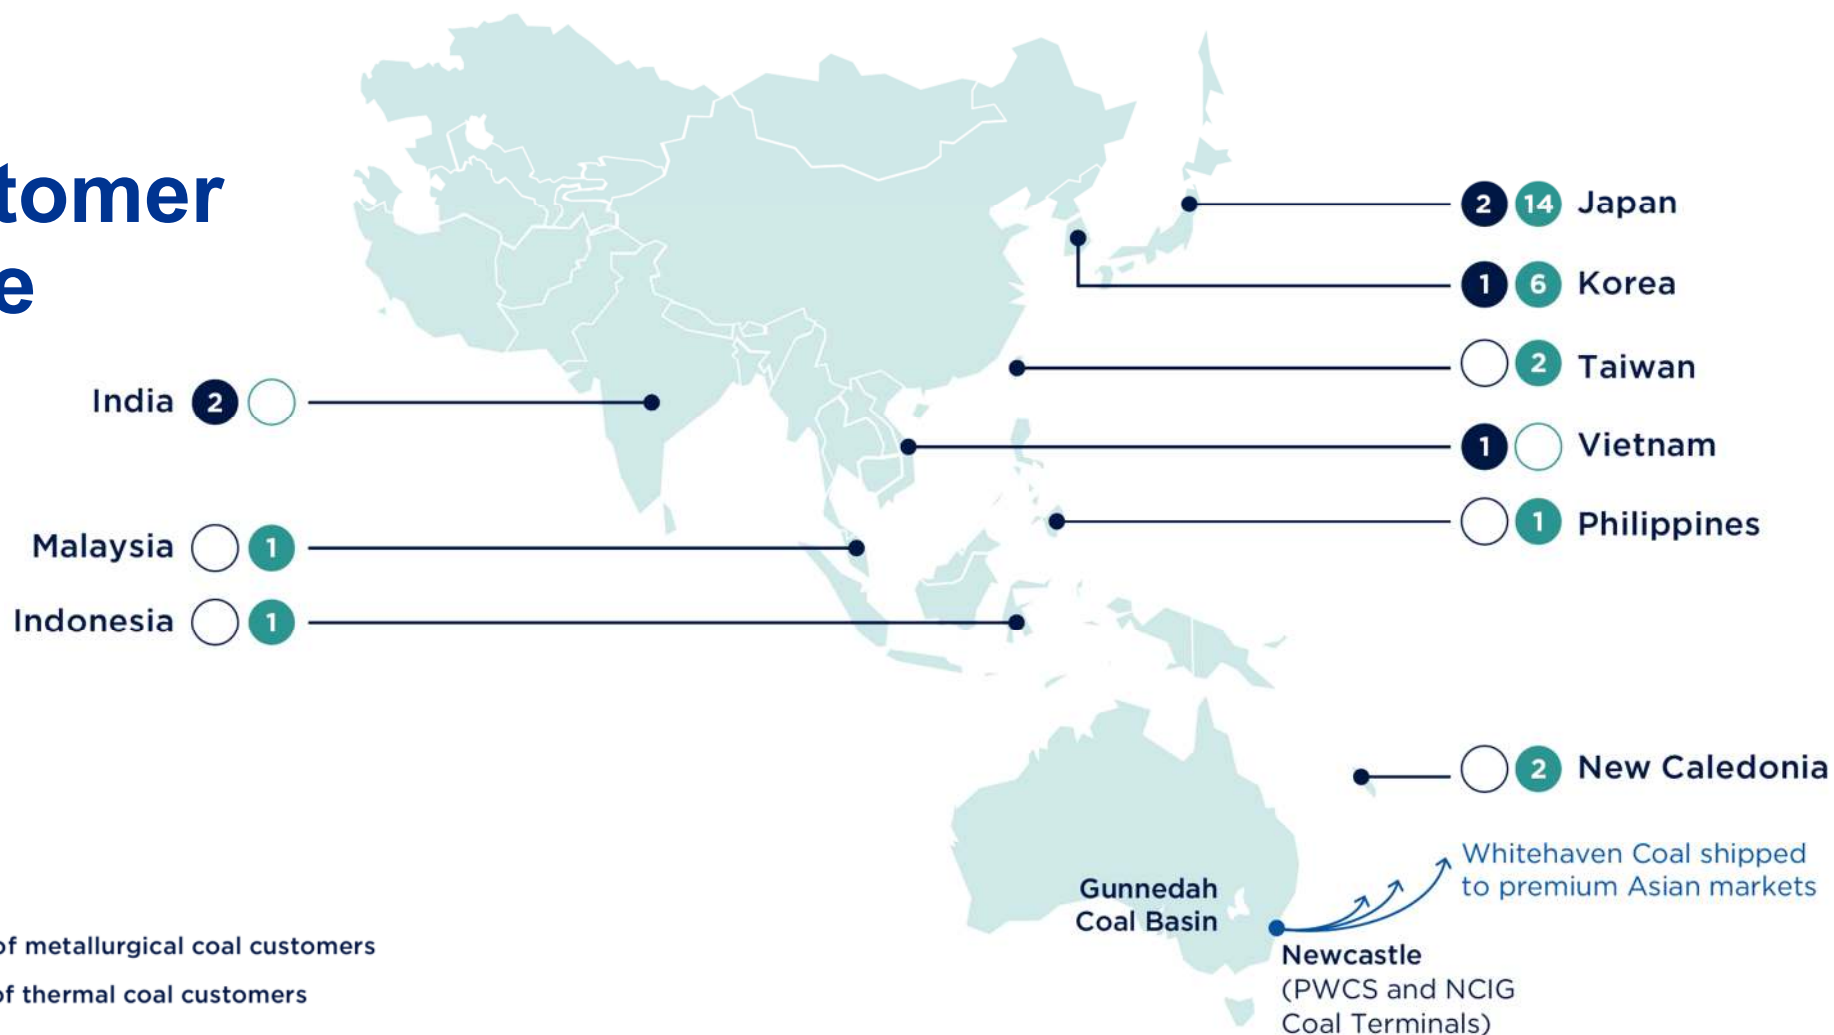 tomer
e
2 14 Japan
1 6 Korea
2 Taiwan
India 2
1 Vietnam
1 Philippines
Malaysia 1
Indonesia 1
2 New Caledonia
Whitehaven Coal shipped
to premium Asian markets
Gunnedah
Coal Basin
Newcastle
(PWCS and NCIG
Coal Terminals)
of metallurgical coal customers
of thermal coal customers